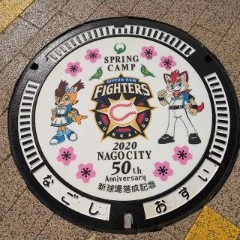 SPRING
CAMP
NIPPON-HAM
FIGHTERS
2020
NAGO CITY
50th
Anniversary
新球場落成記念
なごし おすい